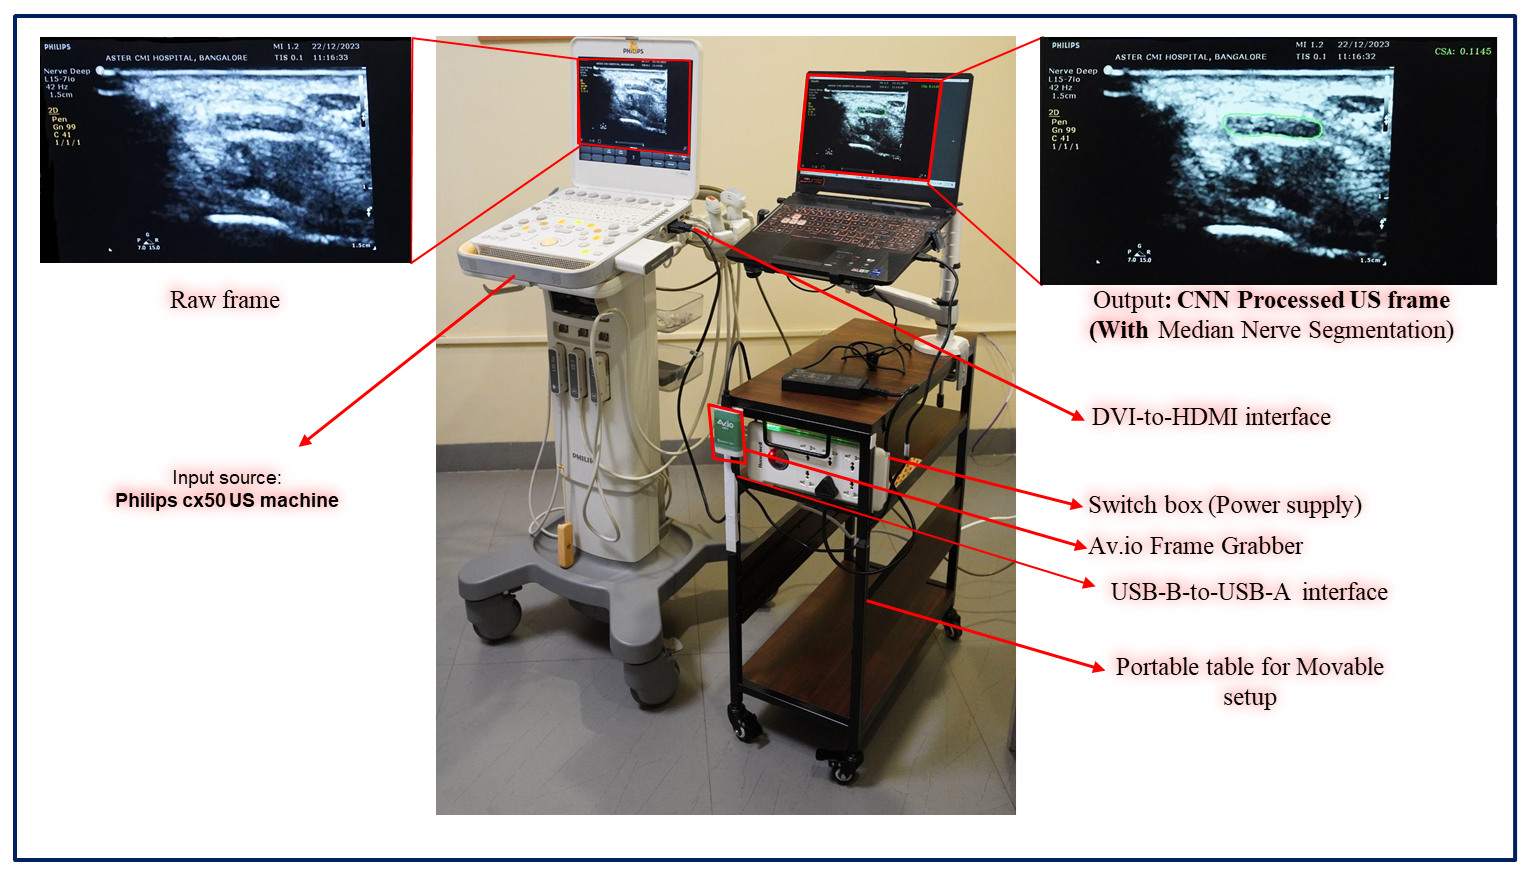 PHILIPS
MI 1.2 22/12/2023
ASTER CMI HOSPITAL, BANGALORE TIS 0.1 11:16:33
Nerve Deep
L15-7io
42 Hz
1.5cm
2D
Pen
Gn 99
C 41
1/1/1
G
P R
7.0 15.0
1.5cm
Raw frame
Input source:
Philips cx50 US machine
PHILIPS
PHILIPS
Av.io
Honeywell
PHILIPS
MI 1.2 22/12/2023
CSA: 0.1145
ASTER CMI HOSPITAL, BANGALORE TIS 0.1 11:16:32
Nerve Deep
L15-7io
42 Hz
1.5cm
2D
Pen
Gn 99
C 41
1/1/1
G
P R
7.0 15.0
1.5cm
Output: CNN Processed US frame
(With Median Nerve Segmentation)
DVI-to-HDMI interface
Switch box (Power supply)
Av.io Frame Grabber
USB-B-to-USB-A interface
Portable table for Movable
setup